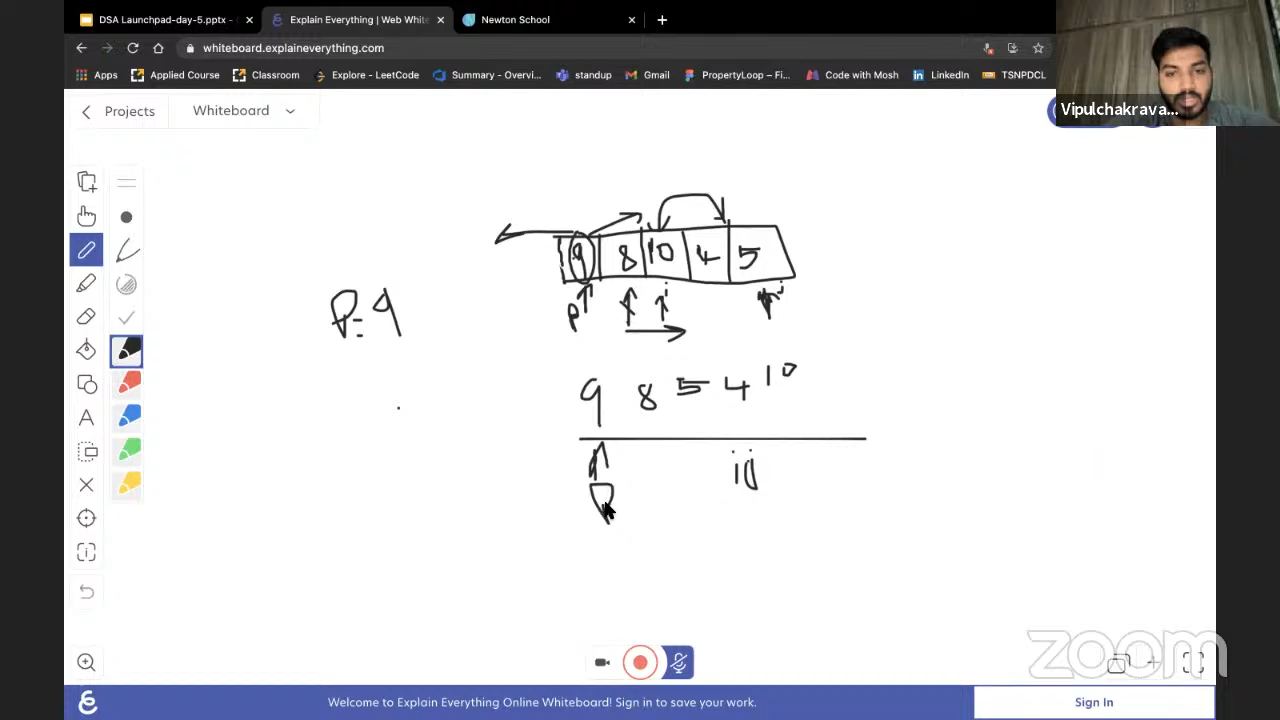 DSA Launchpad-day-5.pptx -
Explain Everything | Web White
Newton School
whiteboard.explaineverything.com
Apps
Applied Course
Classroom
Explore - LeetCode
Summary - Overvi...
standup
Gmail
PropertyLoop – Fi...
Code with Mosh
LinkedIn
TSNPDCL
Vipulchakrava...
Projects
Whiteboard
9 8 10 4 5
P i j
P=9
9 8 5 4 10
i j
P
zoom
Welcome to Explain Everything Online Whiteboard! Sign in to save your work.
Sign In